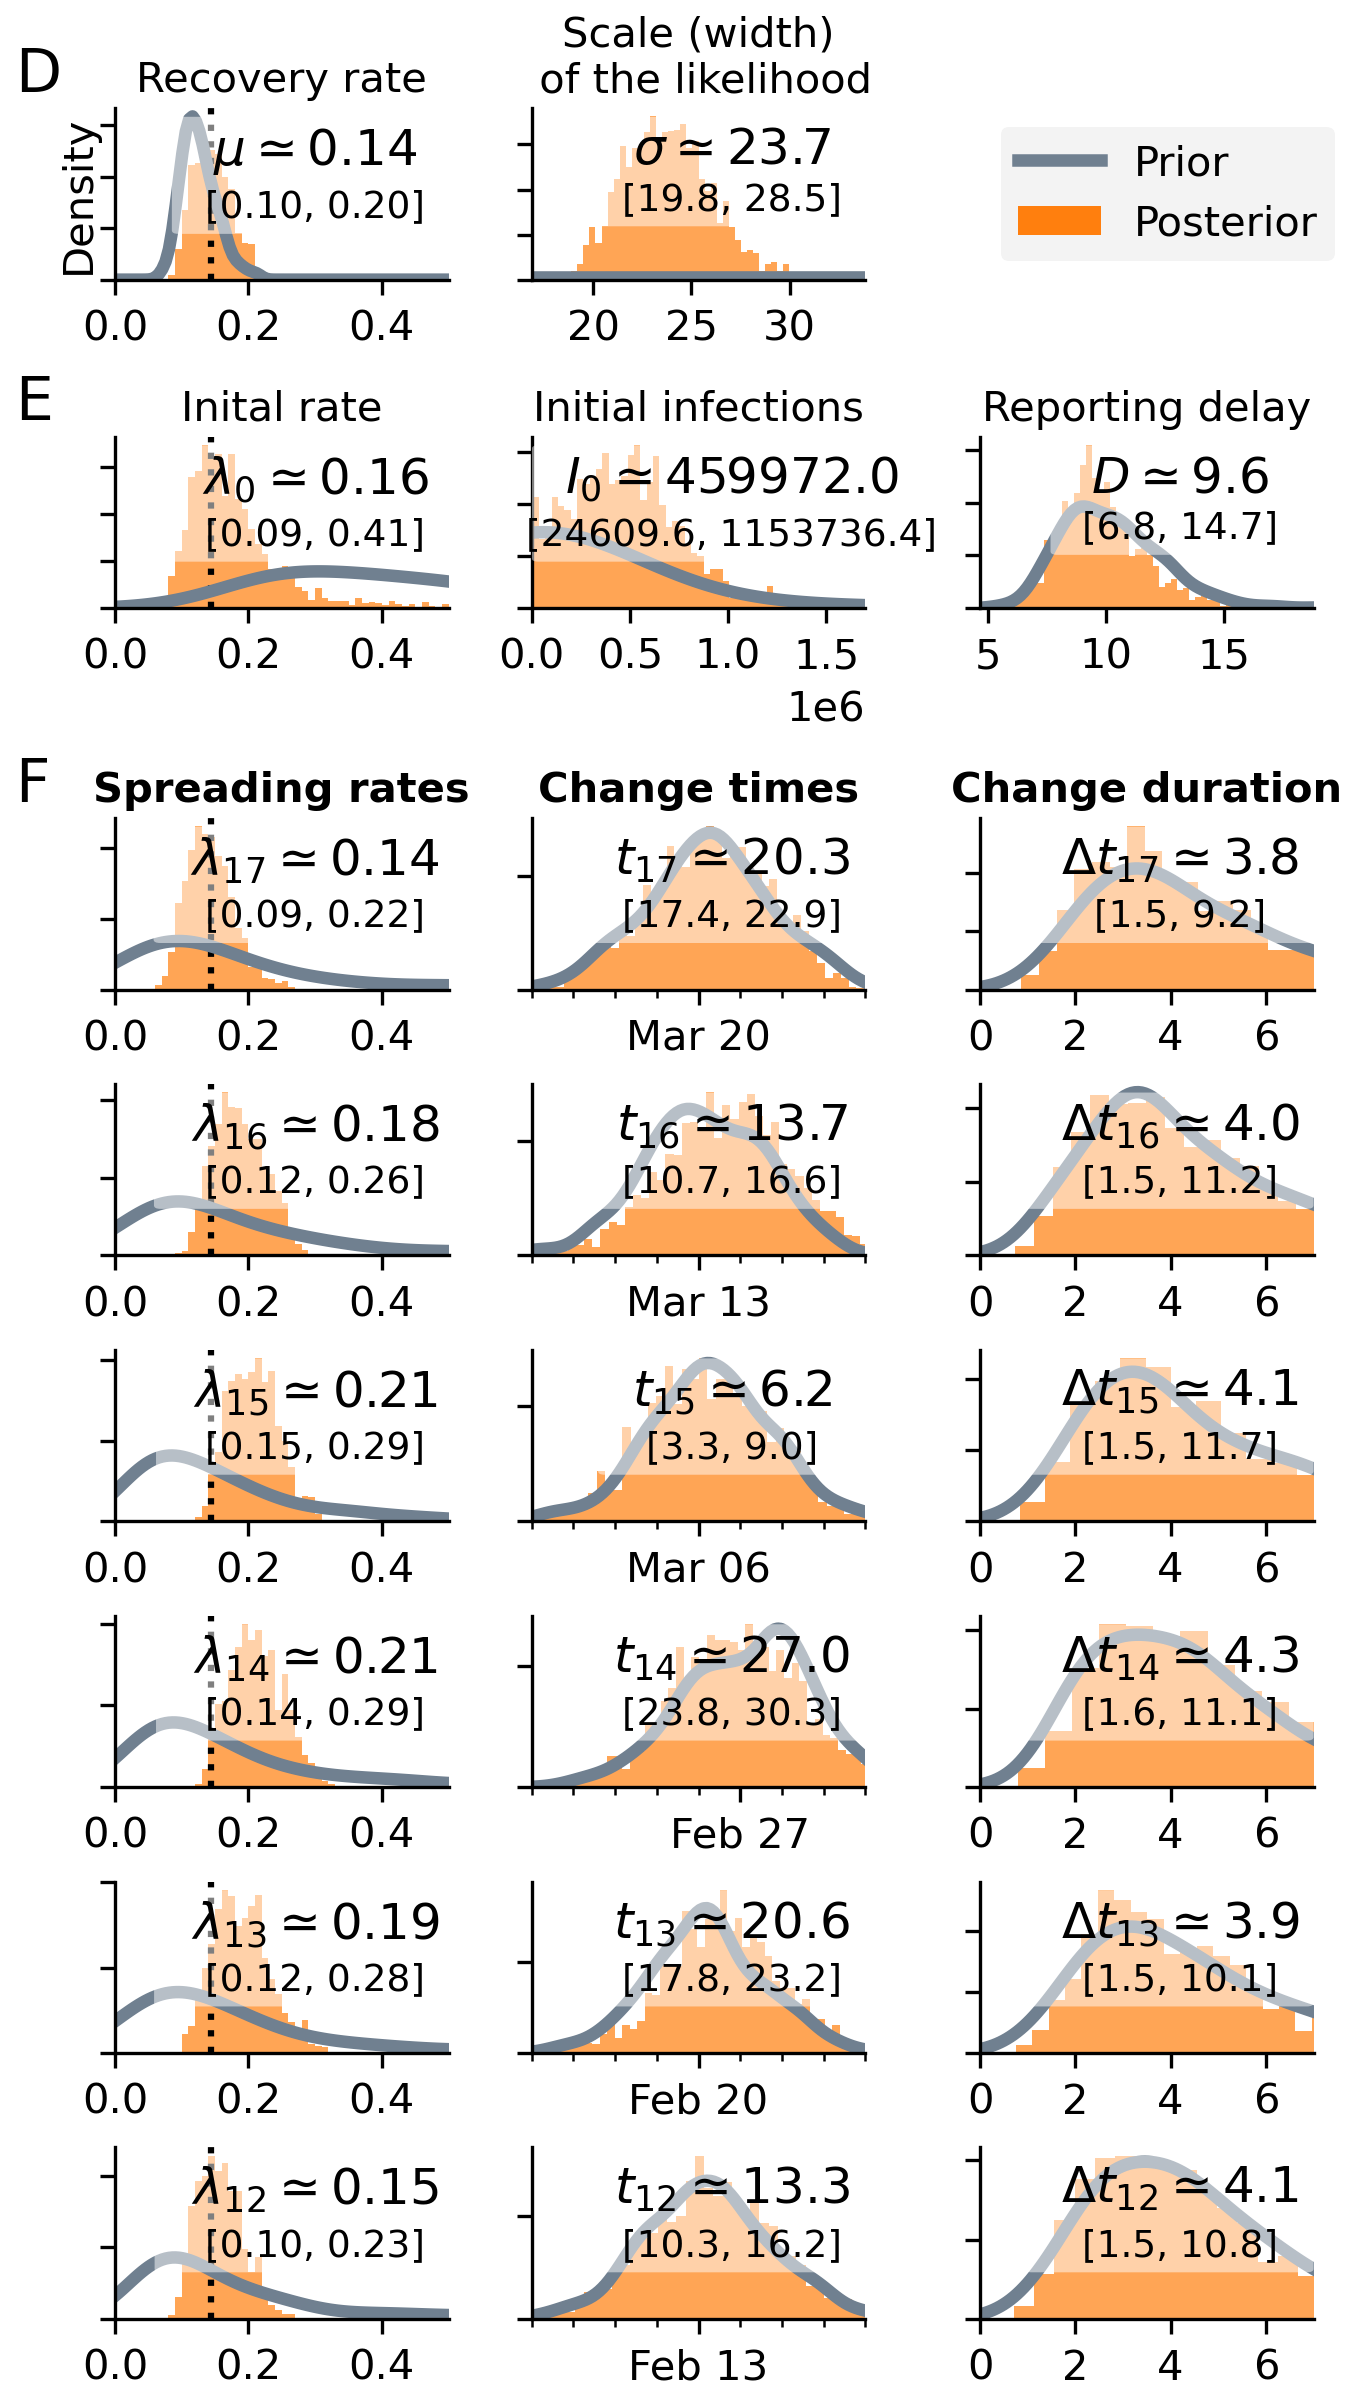 D
Recovery rate
Scale (width)
of the likelihood
Density
μ ≃ 0.14
[0.10, 0.20]
σ ≃ 23.7
[19.8, 28.5]
Prior
Posterior
0.0 0.2 0.4
20 25 30
E
Inital rate
Initial infections
Reporting delay
λ₀ ≃ 0.16
[0.09, 0.41]
I₀ ≃ 459972.0
[24609.6, 1153736.4]
D ≃ 9.6
[6.8, 14.7]
0.0 0.2 0.4
0.0 0.5 1.0 1.5
1e6
5 10 15
F
Spreading rates
Change times
Change duration
λ₁₇ ≃ 0.14
[0.09, 0.22]
t₁₇ ≃ 20.3
[17.4, 22.9]
Δt₁₇ ≃ 3.8
[1.5, 9.2]
0.0 0.2 0.4
Mar 20
0 2 4 6
λ₁₆ ≃ 0.18
[0.12, 0.26]
t₁₆ ≃ 13.7
[10.7, 16.6]
Δt₁₆ ≃ 4.0
[1.5, 11.2]
0.0 0.2 0.4
Mar 13
0 2 4 6
λ₁₅ ≃ 0.21
[0.15, 0.29]
t₁₅ ≃ 6.2
[3.3, 9.0]
Δt₁₅ ≃ 4.1
[1.5, 11.7]
0.0 0.2 0.4
Mar 06
0 2 4 6
λ₁₄ ≃ 0.21
[0.14, 0.29]
t₁₄ ≃ 27.0
[23.8, 30.3]
Δt₁₄ ≃ 4.3
[1.6, 11.1]
0.0 0.2 0.4
Feb 27
0 2 4 6
λ₁₃ ≃ 0.19
[0.12, 0.28]
t₁₃ ≃ 20.6
[17.8, 23.2]
Δt₁₃ ≃ 3.9
[1.5, 10.1]
0.0 0.2 0.4
Feb 20
0 2 4 6
λ₁₂ ≃ 0.15
[0.10, 0.23]
t₁₂ ≃ 13.3
[10.3, 16.2]
Δt₁₂ ≃ 4.1
[1.5, 10.8]
0.0 0.2 0.4
Feb 13
0 2 4 6